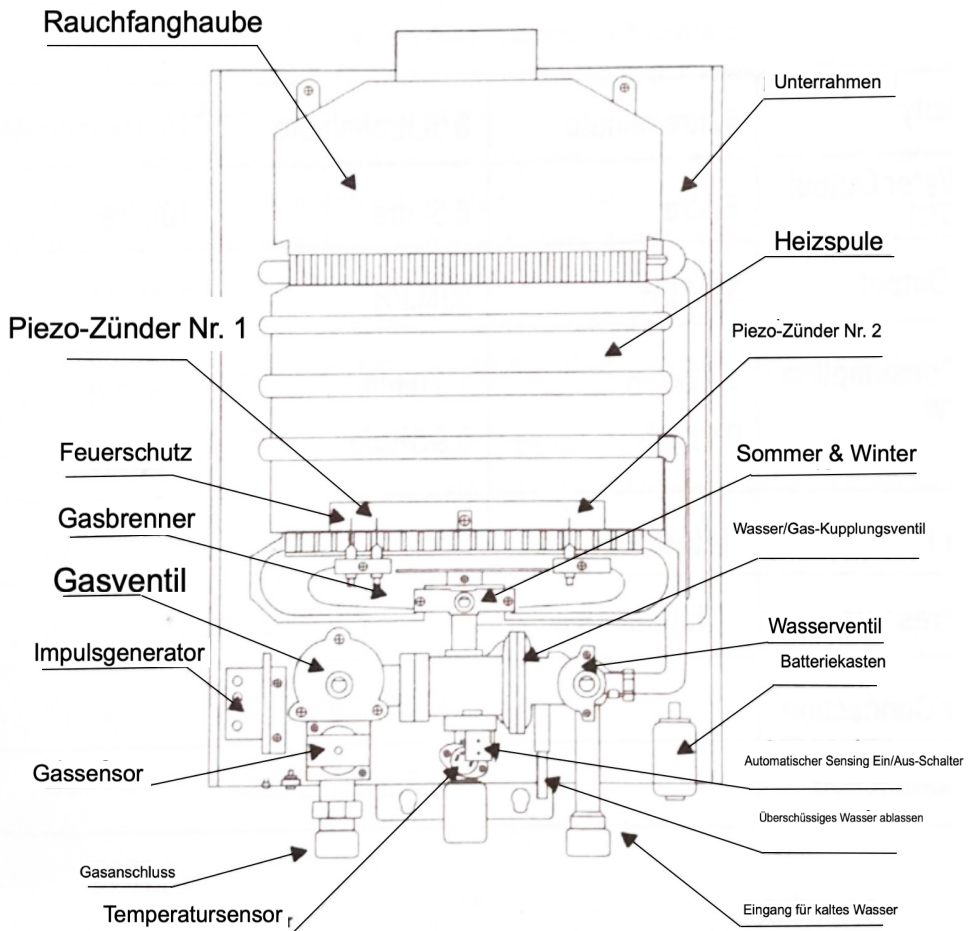 Rauchfanghaube
Unterrahmen
Heizspule
Piezo-Zünder Nr. 1
Piezo-Zünder Nr. 2
Feuerschutz
Sommer & Winter
Gasbrenner
Wasser/Gas-Kupplungsventil
Gasventil
Wasserventil
Impulsgenerator
Batteriekasten
Gassensor
Automatischer Sensing Ein/Aus-Schalter
Überschüssiges Wasser ablassen
Gasanschluss
Temperatursensor
Eingang für kaltes Wasser